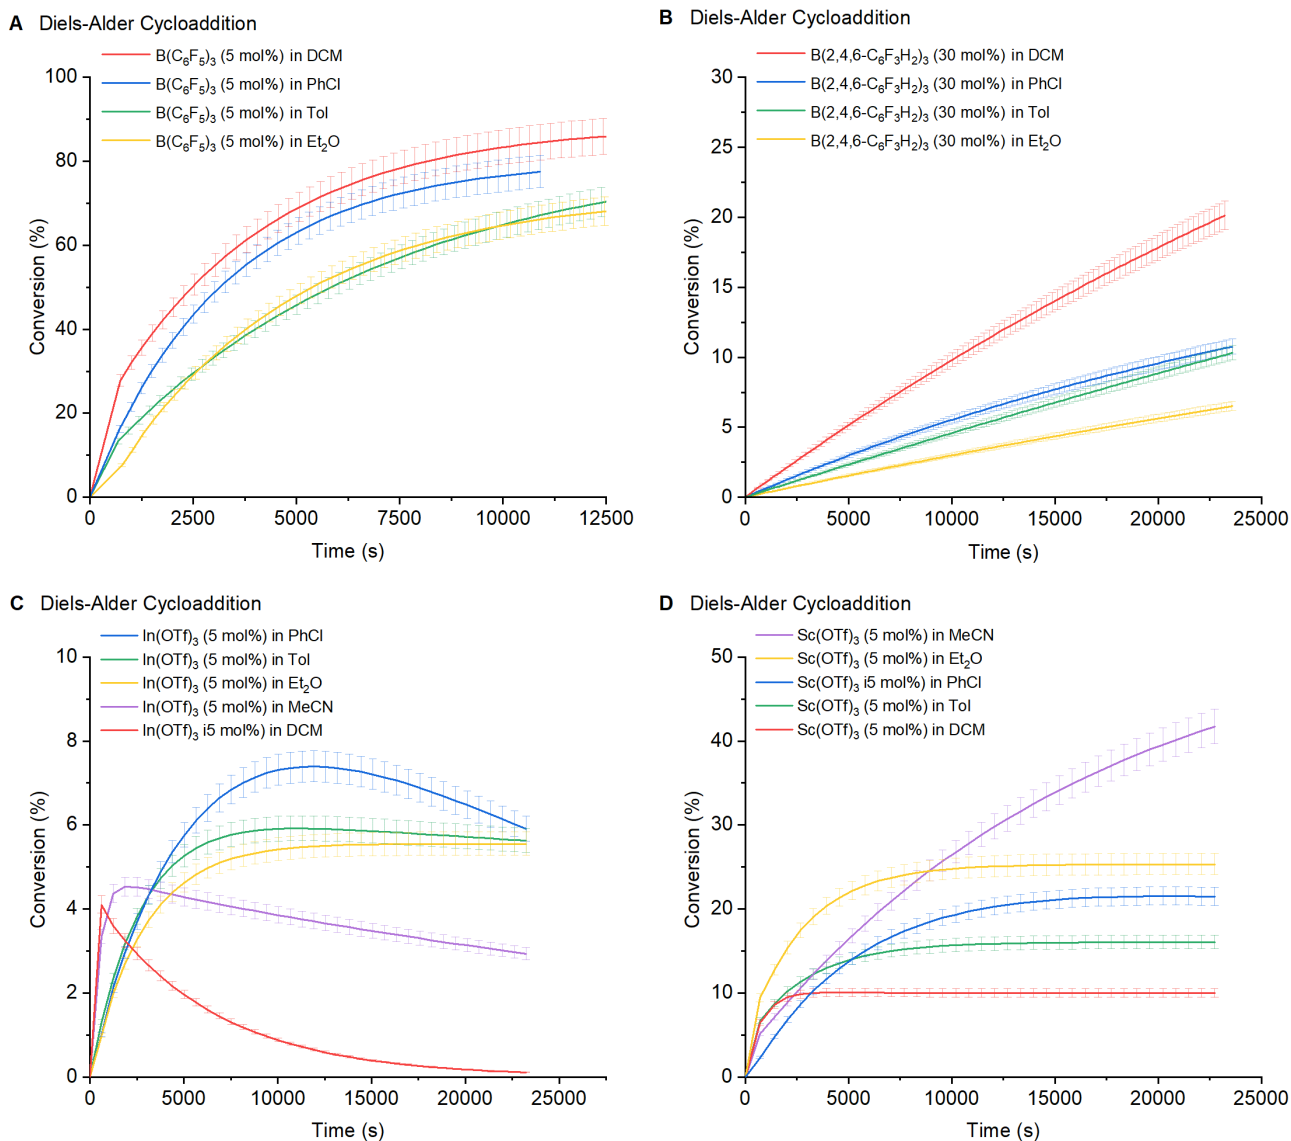 A Diels-Alder Cycloaddition
B(C₆F₅)₃ (5 mol%) in DCM
B(C₆F₅)₃ (5 mol%) in PhCl
B(C₆F₅)₃ (5 mol%) in Tol
B(C₆F₅)₃ (5 mol%) in Et₂O
100
80
60
40
20
0
Conversion (%)
0 2500 5000 7500 10000 12500
Time (s)
B Diels-Alder Cycloaddition
B(2,4,6-C₆F₃H₂)₃ (30 mol%) in DCM
B(2,4,6-C₆F₃H₂)₃ (30 mol%) in PhCl
B(2,4,6-C₆F₃H₂)₃ (30 mol%) in Tol
B(2,4,6-C₆F₃H₂)₃ (30 mol%) in Et₂O
30
25
20
15
10
5
0
Conversion (%)
0 5000 10000 15000 20000 25000
Time (s)
C Diels-Alder Cycloaddition
In(OTf)₃ (5 mol%) in PhCl
In(OTf)₃ (5 mol%) in Tol
In(OTf)₃ (5 mol%) in Et₂O
In(OTf)₃ (5 mol%) in MeCN
In(OTf)₃ i5 mol%) in DCM
10
8
6
4
2
0
Conversion (%)
0 5000 10000 15000 20000 25000
Time (s)
D Diels-Alder Cycloaddition
Sc(OTf)₃ (5 mol%) in MeCN
Sc(OTf)₃ (5 mol%) in Et₂O
Sc(OTf)₃ i5 mol%) in PhCl
Sc(OTf)₃ (5 mol%) in Tol
Sc(OTf)₃ (5 mol%) in DCM
50
40
30
20
10
0
Conversion (%)
0 5000 10000 15000 20000 25000
Time (s)